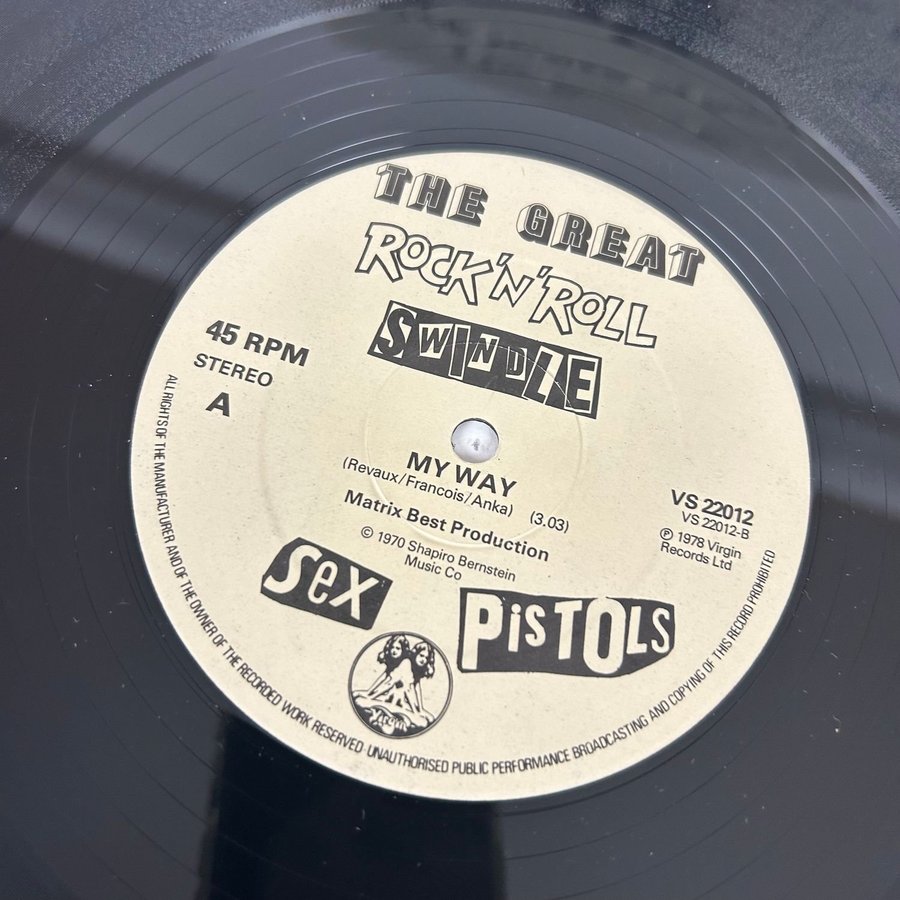 THE GREAT
ROCK 'N' ROLL
SWINDLE
45 RPM
STEREO
A
MY WAY
(Revaux/Francois/Anka) (3.03)
Matrix Best Production
© 1970 Shapiro Bernstein
Music Co
VS 22012
VS 22012-B
℗ 1978 Virgin
Records Ltd
SEX PiSTOLS
Virgin
ALL RIGHTS OF THE MANUFACTURER AND OF THE OWNER OF THE RECORDED WORK RESERVED · UNAUTHORISED PUBLIC PERFORMANCE BROADCASTING AND COPYING OF THIS RECORD PROHIBITED